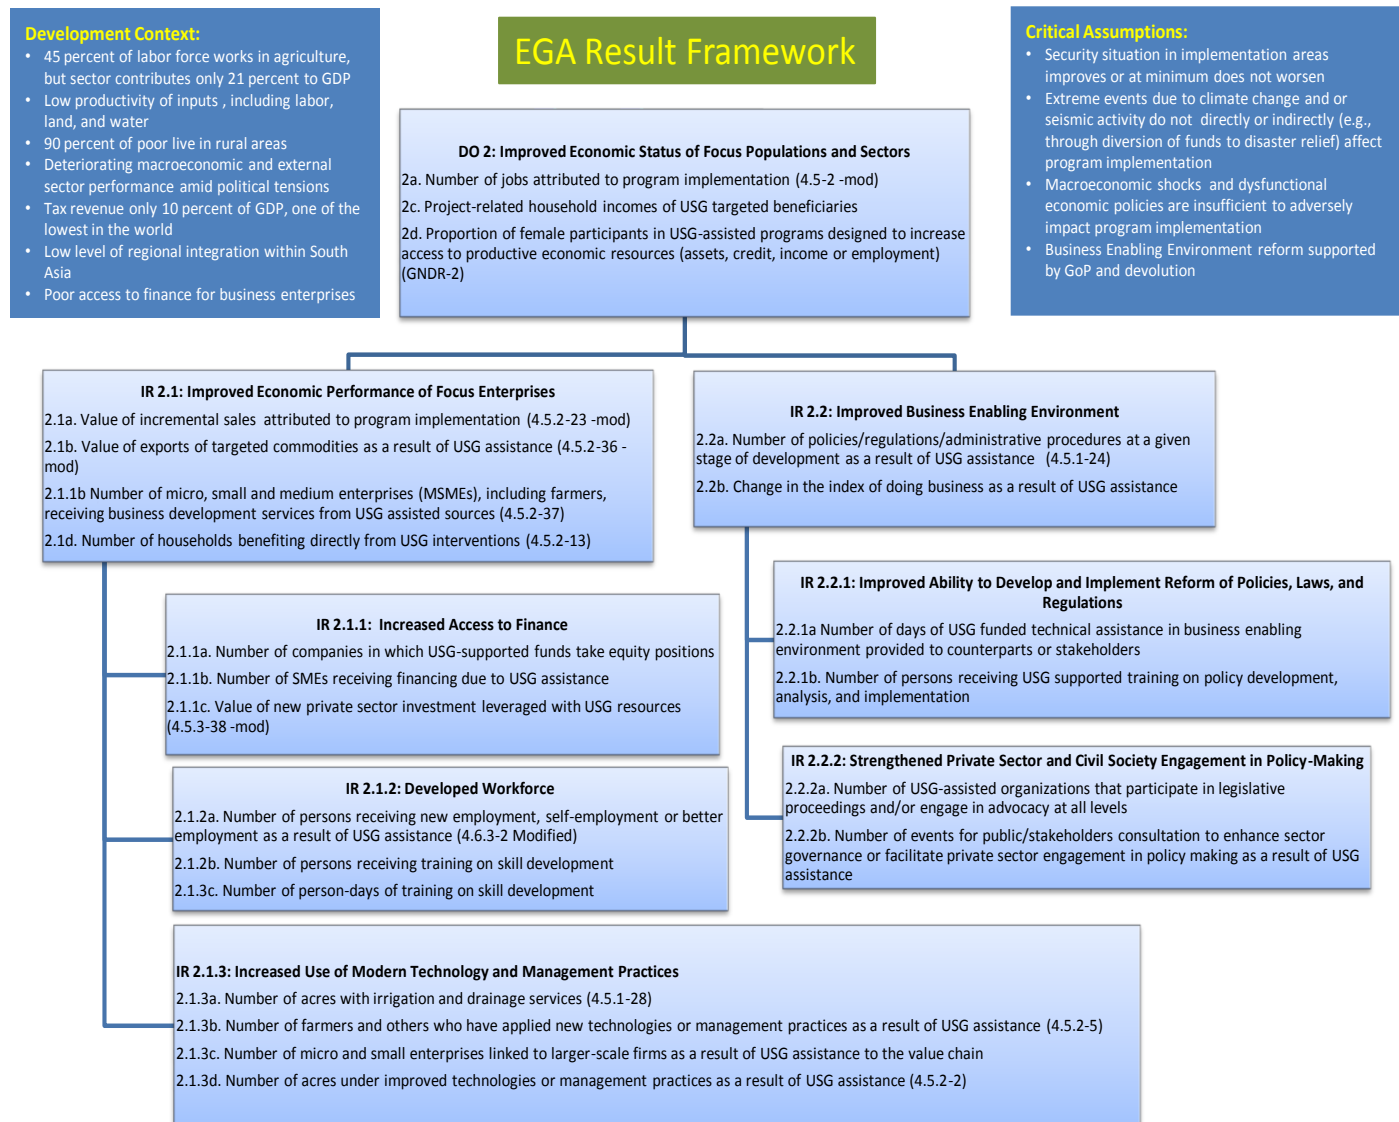 Development Context:
• 45 percent of labor force works in agriculture,
but sector contributes only 21 percent to GDP
• Low productivity of inputs , including labor,
land, and water
• 90 percent of poor live in rural areas
• Deteriorating macroeconomic and external
sector performance amid political tensions
• Tax revenue only 10 percent of GDP, one of the
lowest in the world
• Low level of regional integration within South
Asia
• Poor access to finance for business enterprises
EGA Result Framework
Critical Assumptions:
• Security situation in implementation areas
improves or at minimum does not worsen
• Extreme events due to climate change and or
seismic activity do not directly or indirectly (e.g.,
through diversion of funds to disaster relief) affect
program implementation
• Macroeconomic shocks and dysfunctional
economic policies are insufficient to adversely
impact program implementation
• Business Enabling Environment reform supported
by GoP and devolution
DO 2: Improved Economic Status of Focus Populations and Sectors
2a. Number of jobs attributed to program implementation (4.5-2 -mod)
2c. Project-related household incomes of USG targeted beneficiaries
2d. Proportion of female participants in USG-assisted programs designed to increase
access to productive economic resources (assets, credit, income or employment)
(GNDR-2)
IR 2.1: Improved Economic Performance of Focus Enterprises
2.1a. Value of incremental sales attributed to program implementation (4.5.2-23 -mod)
2.1b. Value of exports of targeted commodities as a result of USG assistance (4.5.2-36 -
mod)
2.1.1b Number of micro, small and medium enterprises (MSMEs), including farmers,
receiving business development services from USG assisted sources (4.5.2-37)
2.1d. Number of households benefiting directly from USG interventions (4.5.2-13)
IR 2.2: Improved Business Enabling Environment
2.2a. Number of policies/regulations/administrative procedures at a given
stage of development as a result of USG assistance (4.5.1-24)
2.2b. Change in the index of doing business as a result of USG assistance
IR 2.1.1: Increased Access to Finance
2.1.1a. Number of companies in which USG-supported funds take equity positions
2.1.1b. Number of SMEs receiving financing due to USG assistance
2.1.1c. Value of new private sector investment leveraged with USG resources
(4.5.3-38 -mod)
IR 2.2.1: Improved Ability to Develop and Implement Reform of Policies, Laws, and
Regulations
2.2.1a Number of days of USG funded technical assistance in business enabling
environment provided to counterparts or stakeholders
2.2.1b. Number of persons receiving USG supported training on policy development,
analysis, and implementation
IR 2.1.2: Developed Workforce
2.1.2a. Number of persons receiving new employment, self-employment or better
employment as a result of USG assistance (4.6.3-2 Modified)
2.1.2b. Number of persons receiving training on skill development
2.1.3c. Number of person-days of training on skill development
IR 2.2.2: Strengthened Private Sector and Civil Society Engagement in Policy-Making
2.2.2a. Number of USG-assisted organizations that participate in legislative
proceedings and/or engage in advocacy at all levels
2.2.2b. Number of events for public/stakeholders consultation to enhance sector
governance or facilitate private sector engagement in policy making as a result of USG
assistance
IR 2.1.3: Increased Use of Modern Technology and Management Practices
2.1.3a. Number of acres with irrigation and drainage services (4.5.1-28)
2.1.3b. Number of farmers and others who have applied new technologies or management practices as a result of USG assistance (4.5.2-5)
2.1.3c. Number of micro and small enterprises linked to larger-scale firms as a result of USG assistance to the value chain
2.1.3d. Number of acres under improved technologies or management practices as a result of USG assistance (4.5.2-2)